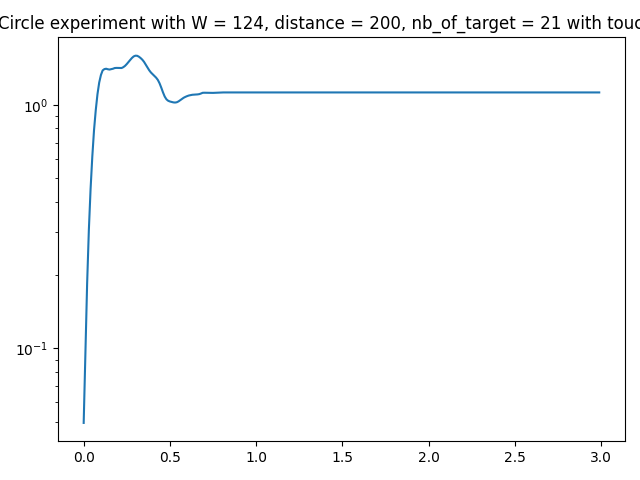 Circle experiment with W = 124, distance = 200, nb_of_target = 21 with touc
10⁰
10⁻¹
0.0 0.5 1.0 1.5 2.0 2.5 3.0